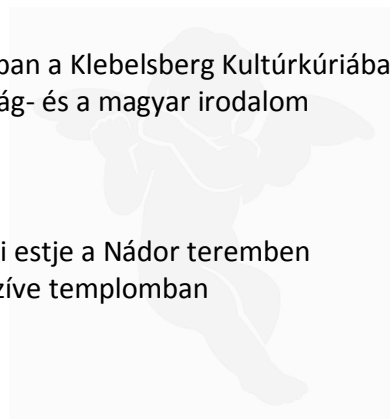 ban a Klebelsberg Kultúrkúriába
ág- és a magyar irodalom
i estje a Nádor teremben
zíve templomban